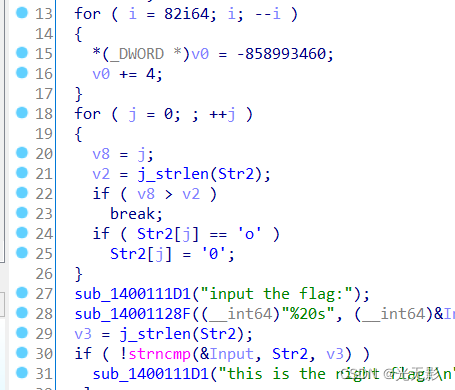 13 for ( i = 82i64; i; --i )
14 {
15 *(_DWORD *)v0 = -858993460;
16 v0 += 4;
17 }
18 for ( j = 0; ; ++j )
19 {
20 v8 = j;
21 v2 = j_strlen(Str2);
22 if ( v8 > v2 )
23 break;
24 if ( Str2[j] == 'o' )
25 Str2[j] = '0';
26 }
27 sub_1400111D1("input the flag:");
28 sub_14001128F((__int64)"%20s", (__int64)&In
29 v3 = j_strlen(Str2);
30 if ( !strncmp(&Input, Str2, v3) )
31 sub_1400111D1("this is the right flag!\n"